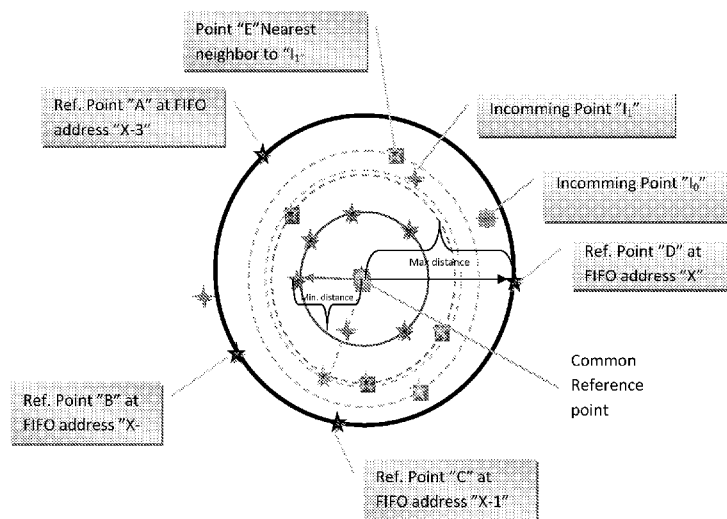 Point "E" Nearest
neighbor to "I₁"
Ref. Point "A" at FIFO
address "X-3"
Incomming Point "I₁"
Incomming Point "I₀"
Max distance
Ref. Point "D" at
FIFO address "X"
Min. distance
Common
Reference
point
Ref. Point "B" at
FIFO address "X-
Ref. Point "C" at
FIFO address "X-1"